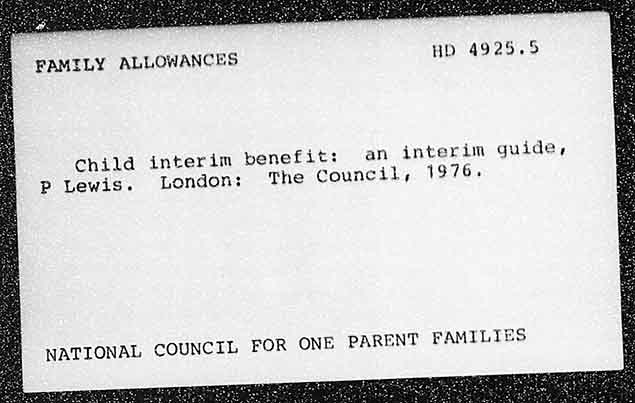 FAMILY ALLOWANCES HD 4925.5
Child interim benefit: an interim guide,
P Lewis. London: The Council, 1976.
NATIONAL COUNCIL FOR ONE PARENT FAMILIES